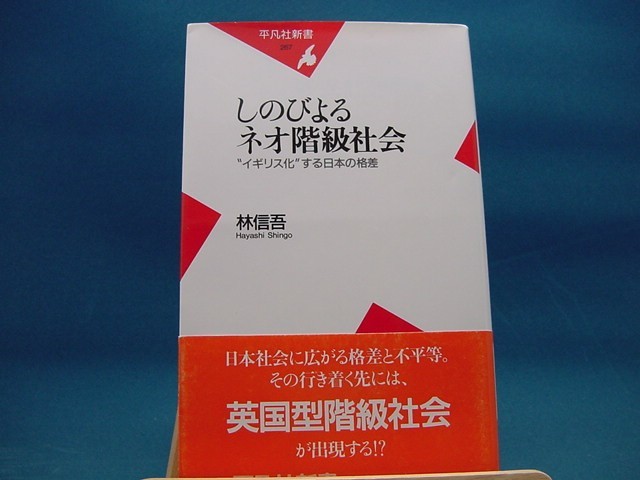 平凡社新書
267
しのびよる
ネオ階級社会
“イギリス化”する日本の格差
林信吾
Hayashi Shingo
日本社会に広がる格差と不平等。
その行き着く先には、
英国型階級社会
が出現する!?